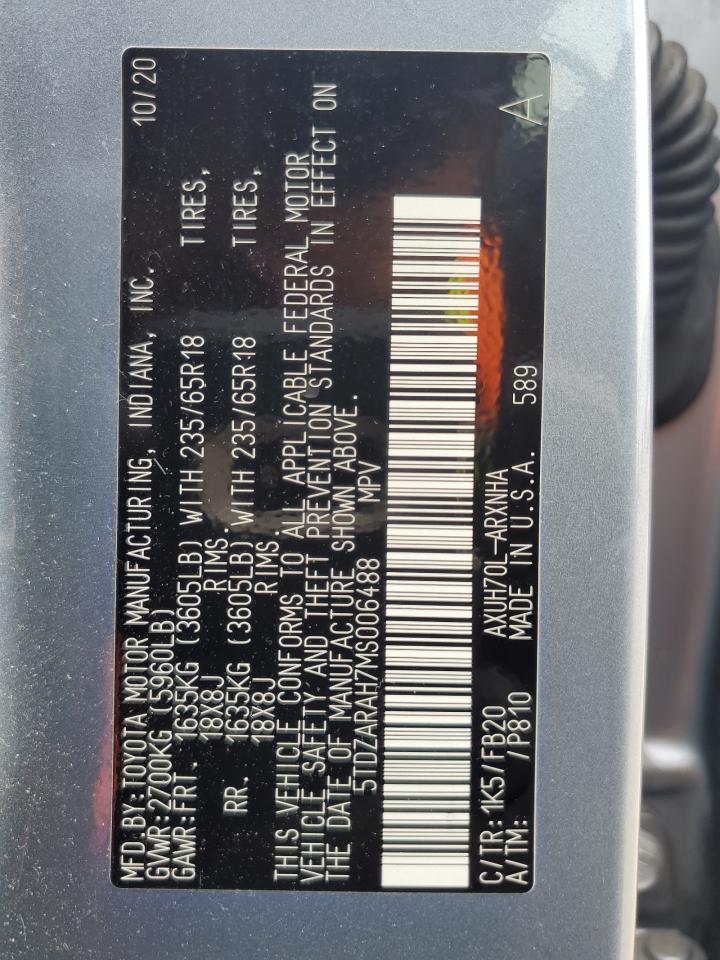 MFD.BY:TOYOTA MOTOR MANUFACTURING, INDIANA, INC. 10/20
GVWR:2700KG (5960LB)
GAWR:FRT. 1635KG (3605LB) WITH 235/65R18 TIRES,
18X8J RIMS.
RR. 1635KG (3605LB) WITH 235/65R18 TIRES,
18X8J RIMS.
THIS VEHICLE CONFORMS TO ALL APPLICABLE FEDERAL MOTOR
VEHICLE SAFETY AND THEFT PREVENTION STANDARDS IN EFFECT ON
THE DATE OF MANUFACTURE SHOWN ABOVE.
5TDZARAH7MS006488 MPV
C/TR:1K5/FB20 AXUH70L-ARXNHA A
A/TM: /P810 MADE IN U.S.A. 589